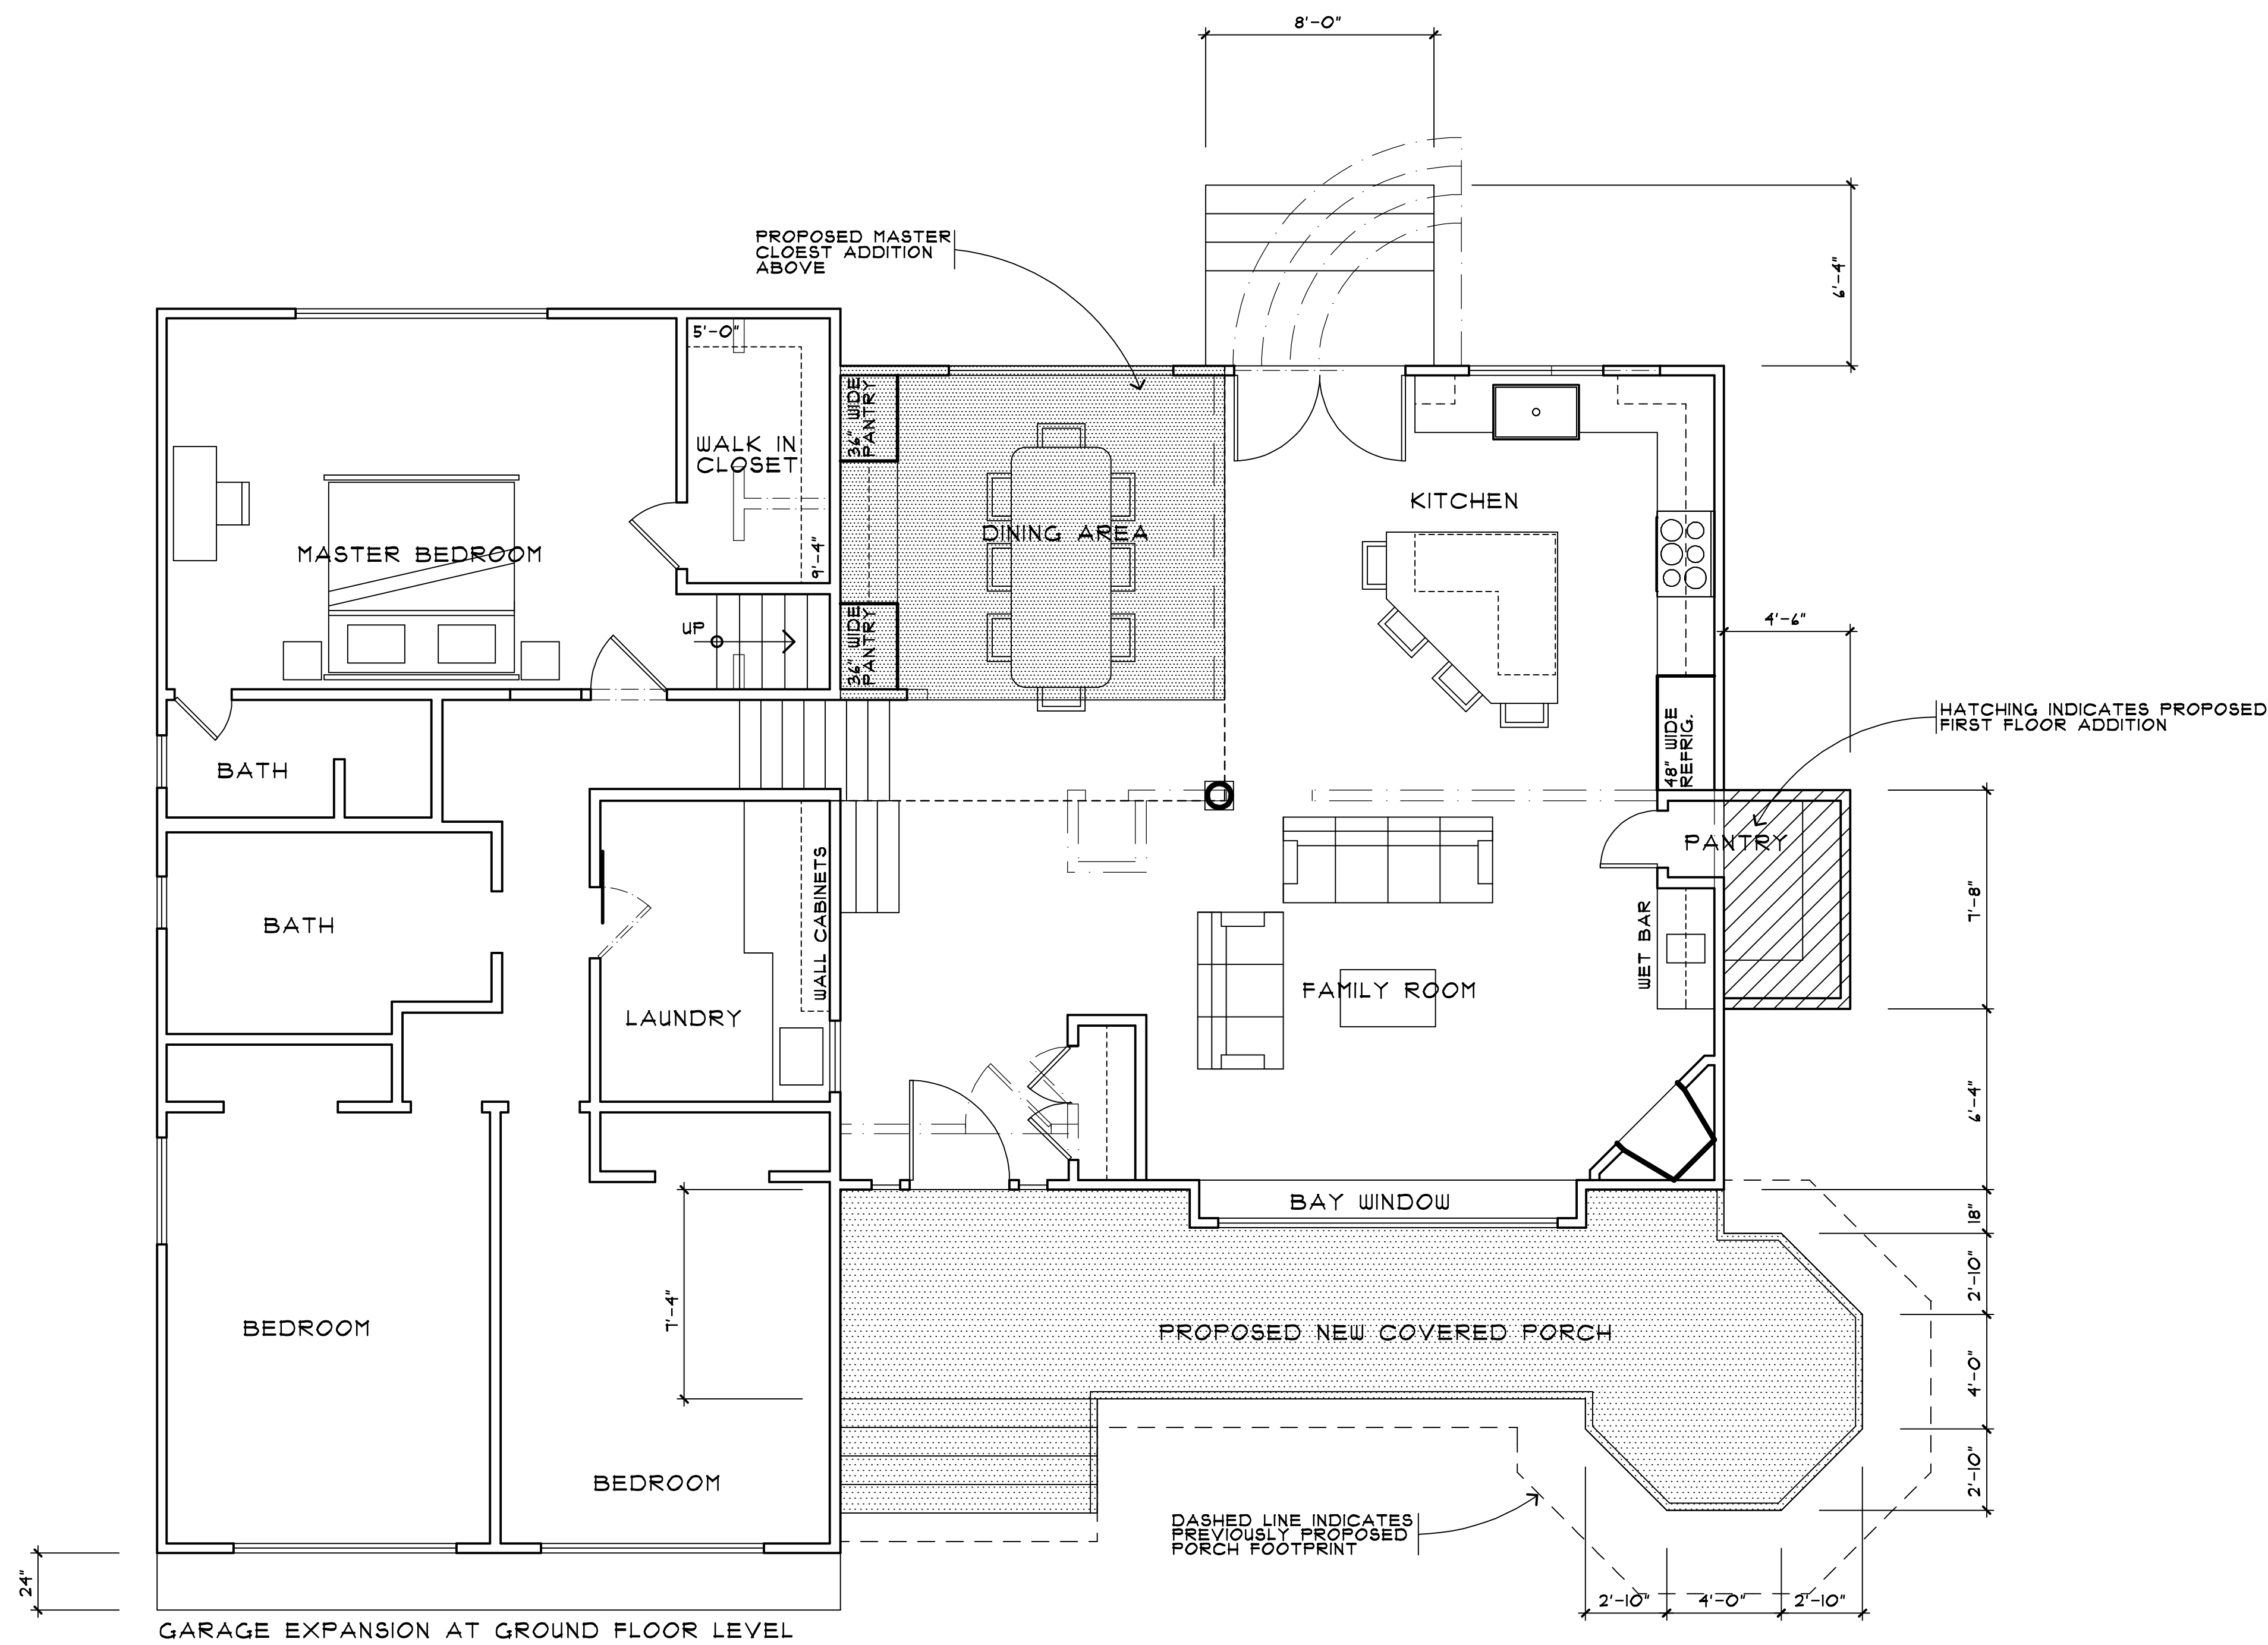 8'-0"
PROPOSED MASTER
CLOEST ADDITION
ABOVE
6'-4"
5'-0"
36" WIDE
PANTRY
WALK IN
CLOSET
9'-4"
DINING AREA
KITCHEN
MASTER BEDROOM
UP
36" WIDE
PANTRY
4'-6"
48" WIDE
REFRIG.
HATCHING INDICATES PROPOSED
FIRST FLOOR ADDITION
BATH
PANTRY
BATH
WALL CABINETS
WET BAR
7'-8"
LAUNDRY
FAMILY ROOM
6'-4"
BAY WINDOW
18"
2'-10"
7'-4"
BEDROOM
PROPOSED NEW COVERED PORCH
4'-0"
BEDROOM
2'-10"
DASHED LINE INDICATES
PREVIOUSLY PROPOSED
PORCH FOOTPRINT
24"
2'-10"
4'-0"
2'-10"
GARAGE EXPANSION AT GROUND FLOOR LEVEL